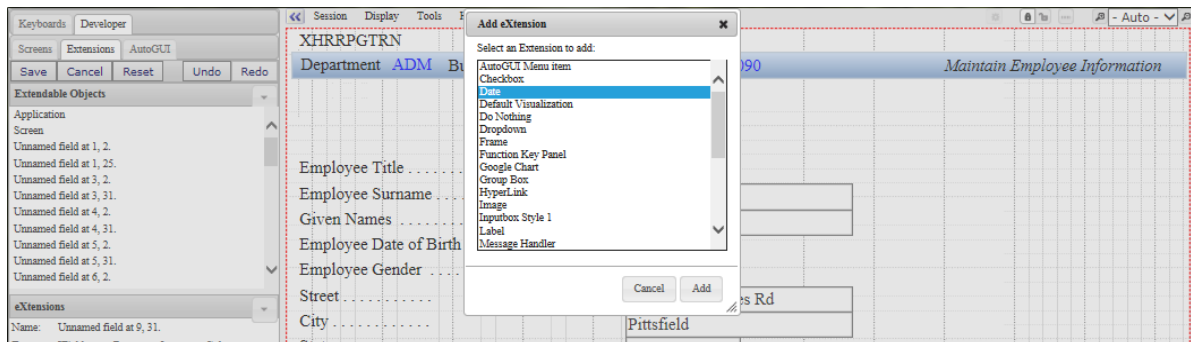 Keyboards Developer
Screens Extensions AutoGUI
Save Cancel Reset Undo Redo
Extendable Objects
Application
Screen
Unnamed field at 1, 2.
Unnamed field at 1, 25.
Unnamed field at 3, 2.
Unnamed field at 3, 31.
Unnamed field at 4, 2.
Unnamed field at 4, 31.
Unnamed field at 5, 2.
Unnamed field at 5, 31.
Unnamed field at 6, 2.
eXtensions
Name: Unnamed field at 9, 31.
Session Display Tools
- Auto -
XHRRPGTRN
Department ADM 090 Maintain Employee Information
Employee Title . . . . . . .
Employee Surname . . . .
Given Names . . . . . . . .
Employee Date of Birth
Employee Gender . . . .
Street . . . . . . . . . . . Rd
City . . . . . . . . . . . . . Pittsfield
Add eXtension
Select an Extension to add:
AutoGUI Menu item
Checkbox
Date
Default Visualization
Do Nothing
Dropdown
Frame
Function Key Panel
Google Chart
Group Box
HyperLink
Image
Inputbox Style 1
Label
Message Handler
Cancel Add